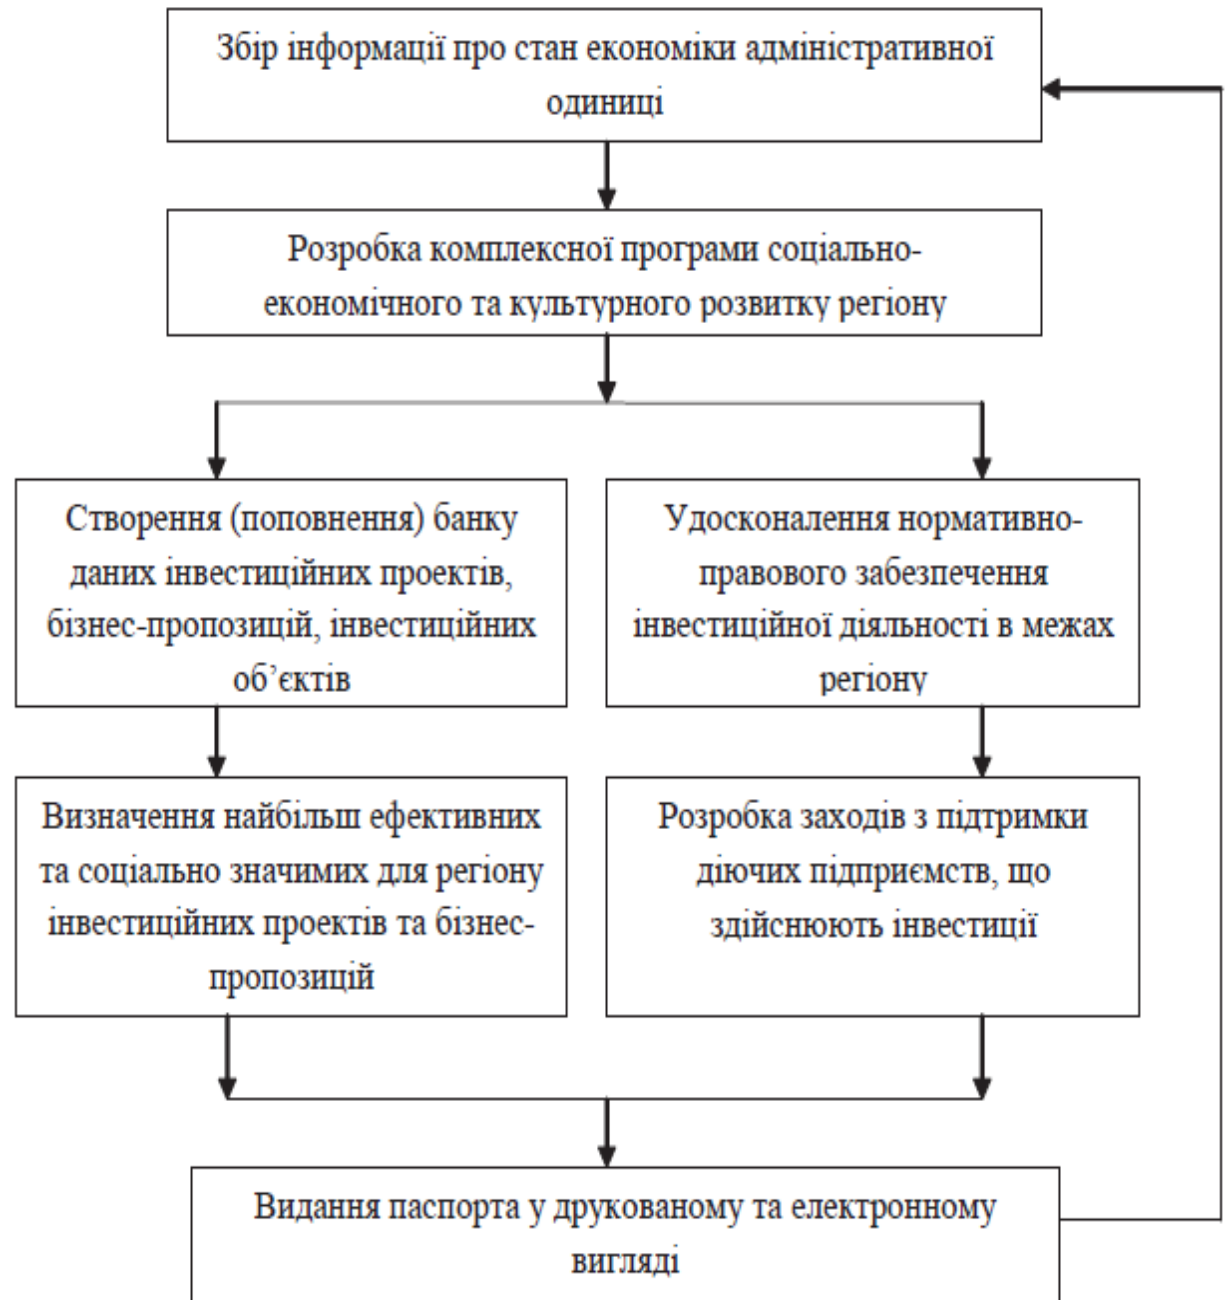 Збір інформації про стан економіки адміністративної
одиниці
Розробка комплексної програми соціально-
економічного та культурного розвитку регіону
Створення (поповнення) банку
даних інвестиційних проектів,
бізнес-пропозицій, інвестиційних
об’єктів
Удосконалення нормативно-
правового забезпечення
інвестиційної діяльності в межах
регіону
Визначення найбільш ефективних
та соціально значимих для регіону
інвестиційних проектів та бізнес-
пропозицій
Розробка заходів з підтримки
діючих підприємств, що
здійснюють інвестиції
Видання паспорта у друкованому та електронному
вигляді